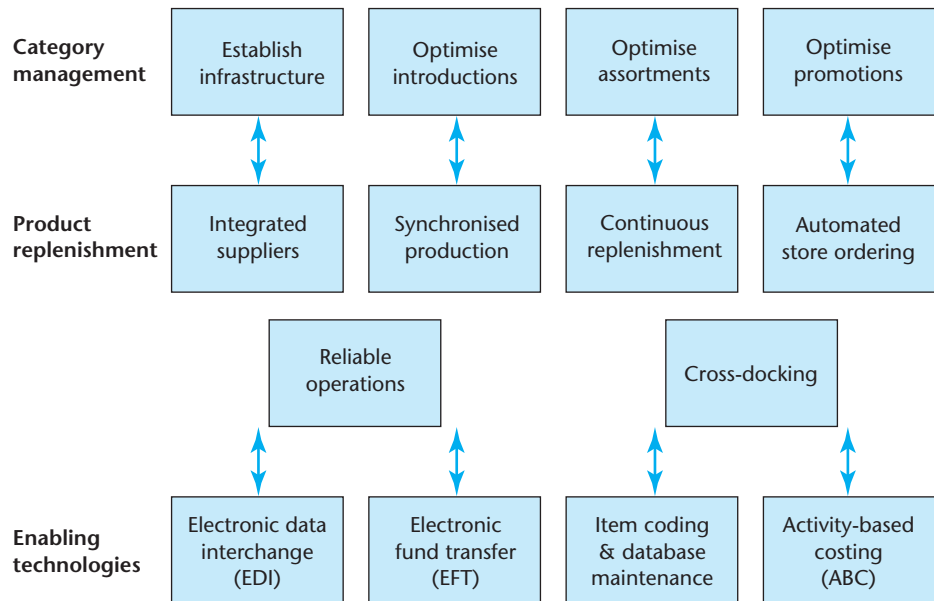 Category
management
Establish
infrastructure
Optimise
introductions
Optimise
assortments
Optimise
promotions
Product
replenishment
Integrated
suppliers
Synchronised
production
Continuous
replenishment
Automated
store ordering
Reliable
operations
Cross-docking
Enabling
technologies
Electronic data
interchange
(EDI)
Electronic
fund transfer
(EFT)
Item coding
& database
maintenance
Activity-based
costing
(ABC)